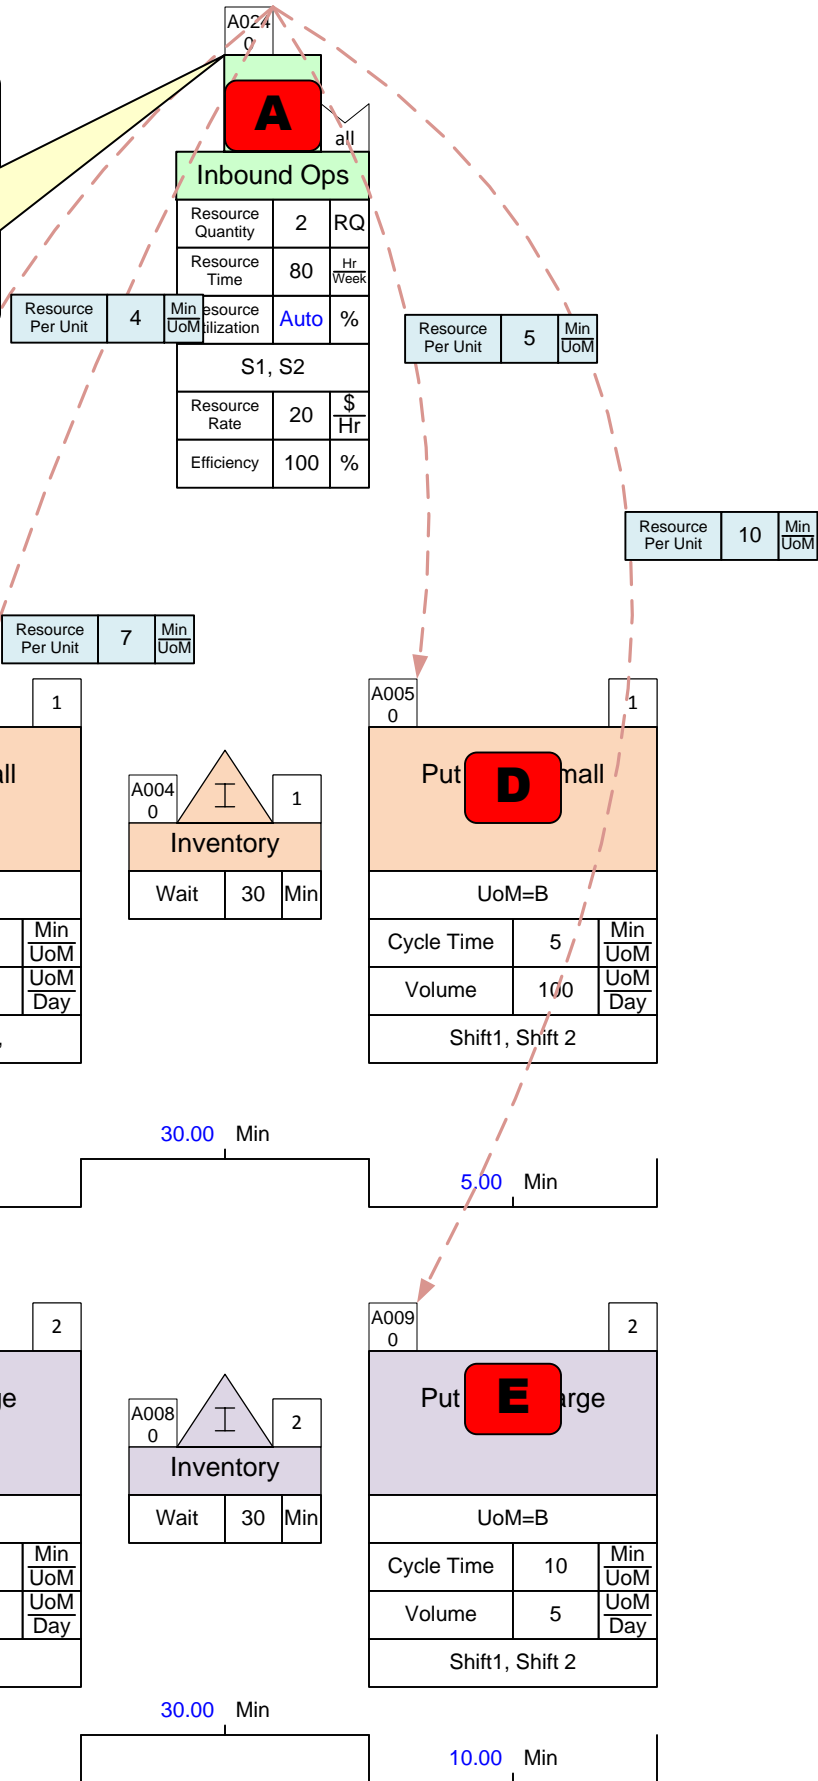 A024
0
A
all
Inbound Ops
Resource
Quantity
2
RQ
Resource
Time
80
Hr
Week
Resource
Per Unit
4
Min
UoM
esource
tilization
Auto
%
Resource
Per Unit
5
Min
UoM
S1, S2
Resource
Rate
20
$
Hr
Efficiency
100
%
Resource
Per Unit
10
Min
UoM
Resource
Per Unit
7
Min
UoM
1
all
A004
0
1
Inventory
Wait
30
Min
A005
0
1
Put
D
mall
UoM=B
Min
UoM
Cycle Time
5
Min
UoM
UoM
Day
Volume
100
UoM
Day
Shift1, Shift 2
30.00 Min
5.00 Min
2
ge
A008
0
2
Inventory
Wait
30
Min
A009
0
2
Put
E
arge
UoM=B
Min
UoM
Cycle Time
10
Min
UoM
UoM
Day
Volume
5
UoM
Day
Shift1, Shift 2
30.00 Min
10.00 Min